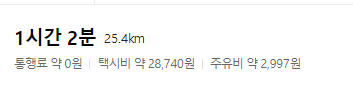 1시간 2분 25.4km
통행료 약 0원 택시비 약 28,740원 주유비 약 2,997원